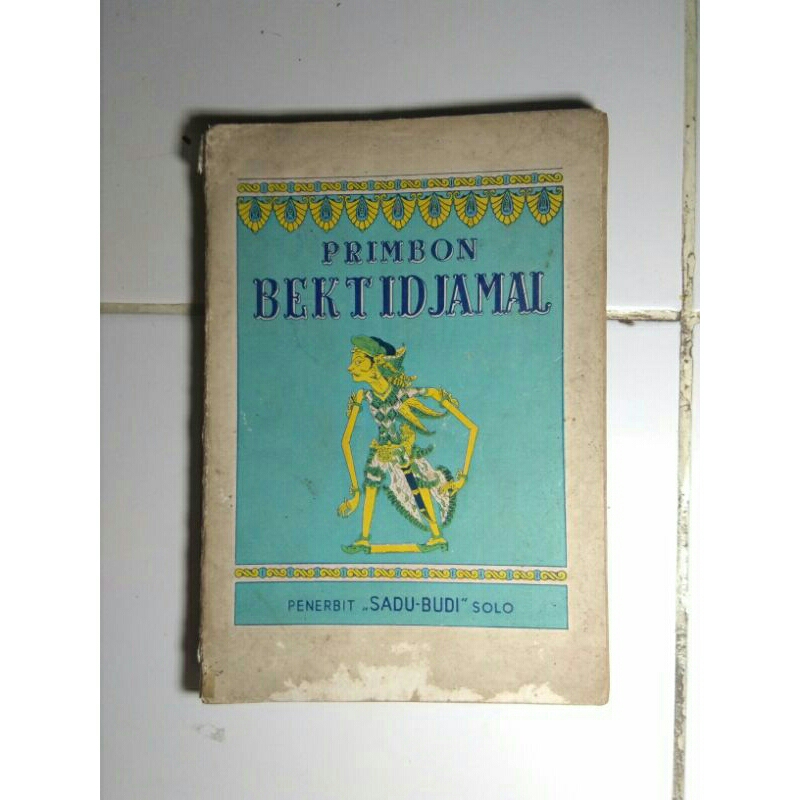 PRIMBON
BEKTIDJAMAL
PENERBIT „SADU-BUDI" SOLO